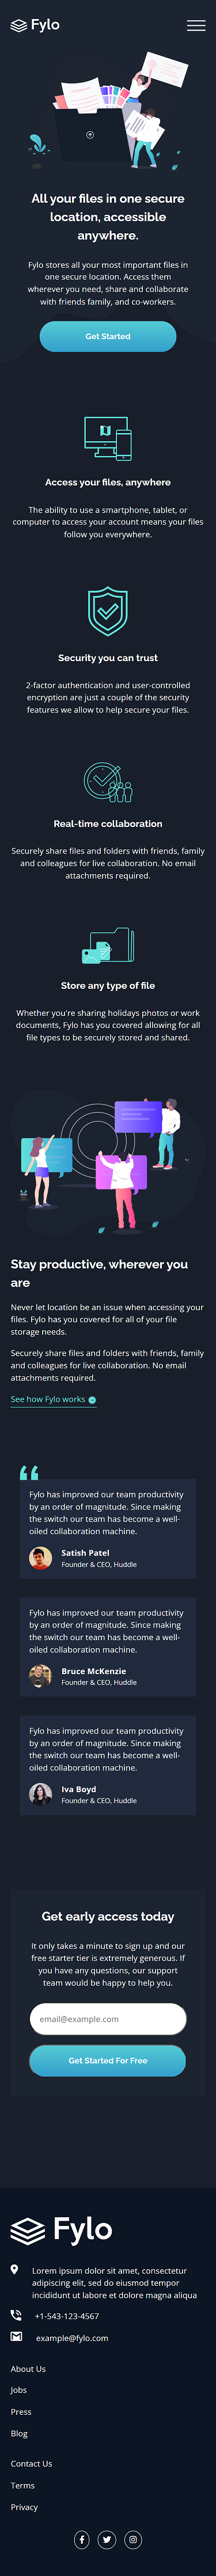 Fylo
All your files in one secure
location, accessible
anywhere.
Fylo stores all your most important files in
one secure location. Access them
wherever you need, share and collaborate
with friends family, and co-workers.
Get Started
Access your files, anywhere
The ability to use a smartphone, tablet, or
computer to access your account means your files
follow you everywhere.
Security you can trust
2-factor authentication and user-controlled
encryption are just a couple of the security
features we allow to help secure your files.
Real-time collaboration
Securely share files and folders with friends, family
and colleagues for live collaboration. No email
attachments required.
Store any type of file
Whether you're sharing holidays photos or work
documents, Fylo has you covered allowing for all
file types to be securely stored and shared.
Stay productive, wherever you
are
Never let location be an issue when accessing your
files. Fylo has you covered for all of your file
storage needs.
Securely share files and folders with friends, family
and colleagues for live collaboration. No email
attachments required.
See how Fylo works
Fylo has improved our team productivity
by an order of magnitude. Since making
the switch our team has become a well-
oiled collaboration machine.
Satish Patel
Founder & CEO, Huddle
Fylo has improved our team productivity
by an order of magnitude. Since making
the switch our team has become a well-
oiled collaboration machine.
Bruce McKenzie
Founder & CEO, Huddle
Fylo has improved our team productivity
by an order of magnitude. Since making
the switch our team has become a well-
oiled collaboration machine.
Iva Boyd
Founder & CEO, Huddle
Get early access today
It only takes a minute to sign up and our
free starter tier is extremely generous. If
you have any questions, our support
team would be happy to help you.
email@example.com
Get Started For Free
Fylo
Lorem ipsum dolor sit amet, consectetur
adipiscing elit, sed do eiusmod tempor
incididunt ut labore et dolore magna aliqua
+1-543-123-4567
example@fylo.com
About Us
Jobs
Press
Blog
Contact Us
Terms
Privacy